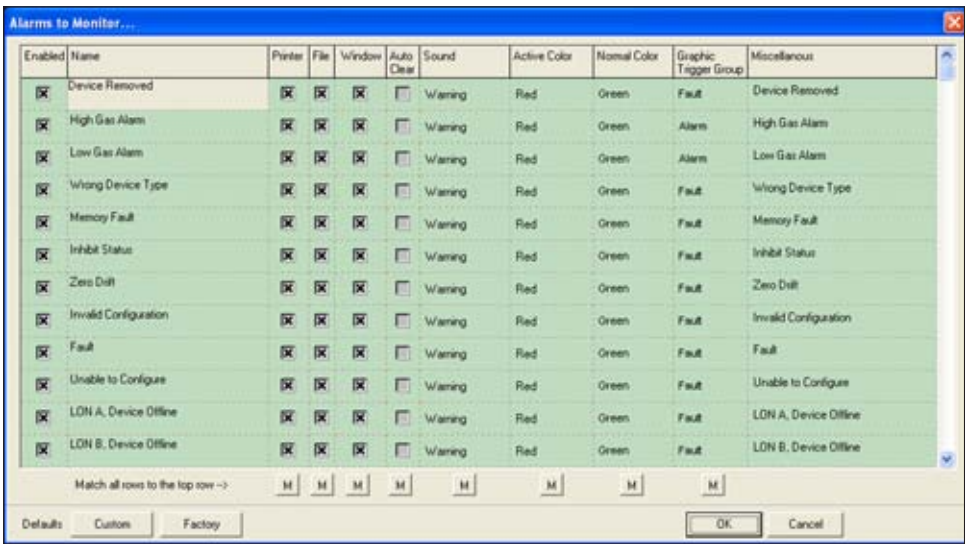 Alarms to Monitor...
Enabled Name Printer File Window Auto Clear Sound Active Color Normal Color Graphic Trigger Group Miscellanous
Device Removed Warning Red Green Fault Device Removed
High Gas Alarm Warning Red Green Alarm High Gas Alarm
Low Gas Alarm Warning Red Green Alarm Low Gas Alarm
Wrong Device Type Warning Red Green Fault Wrong Device Type
Memory Fault Warning Red Green Fault Memory Fault
Inhibit Status Warning Red Green Fault Inhibit Status
Zero Drift Warning Red Green Fault Zero Drift
Invalid Configuration Warning Red Green Fault Invalid Configuration
Fault Warning Red Green Fault Fault
Unable to Configure Warning Red Green Fault Unable to Configure
LON A, Device Offline Warning Red Green Fault LON A, Device Offline
LON B, Device Offline Warning Red Green Fault LON B, Device Offline
Match all rows to the top row --> M M M M M M M M
Defaults Custom Factory OK Cancel